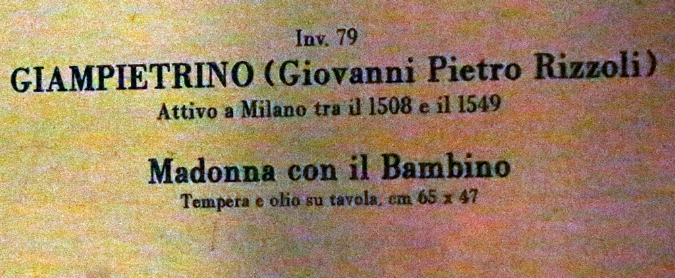 Inv. 79
GIAMPIETRINO (Giovanni Pietro Rizzoli)
Attivo a Milano tra il 1508 e il 1549
Madonna con il Bambino
Tempera e olio su tavola, cm 65 x 47